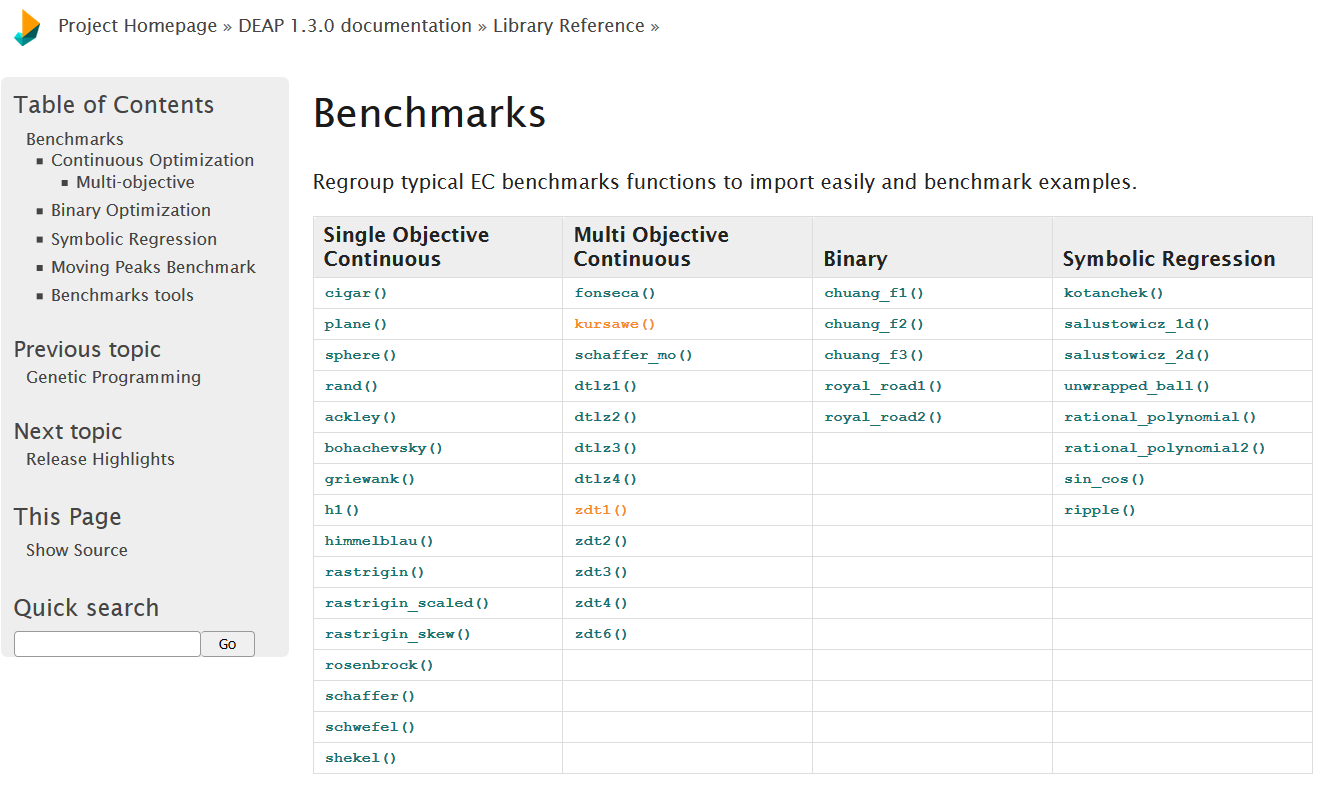 Project Homepage » DEAP 1.3.0 documentation » Library Reference »
Table of Contents
Benchmarks
Continuous Optimization
Multi-objective
Binary Optimization
Symbolic Regression
Moving Peaks Benchmark
Benchmarks tools
Previous topic
Genetic Programming
Next topic
Release Highlights
This Page
Show Source
Quick search
Go
Benchmarks
Regroup typical EC benchmarks functions to import easily and benchmark examples.
Single Objective Continuous Multi Objective Continuous Binary Symbolic Regression
cigar() fonseca() chuang_f1() kotanchek()
plane() kursawe() chuang_f2() salustowicz_1d()
sphere() schaffer_mo() chuang_f3() salustowicz_2d()
rand() dtlz1() royal_road1() unwrapped_ball()
ackley() dtlz2() royal_road2() rational_polynomial()
bohachevsky() dtlz3() rational_polynomial2()
griewank() dtlz4() sin_cos()
h1() zdt1() ripple()
himmelblau() zdt2()
rastrigin() zdt3()
rastrigin_scaled() zdt4()
rastrigin_skew() zdt6()
rosenbrock()
schaffer()
schwefel()
shekel()